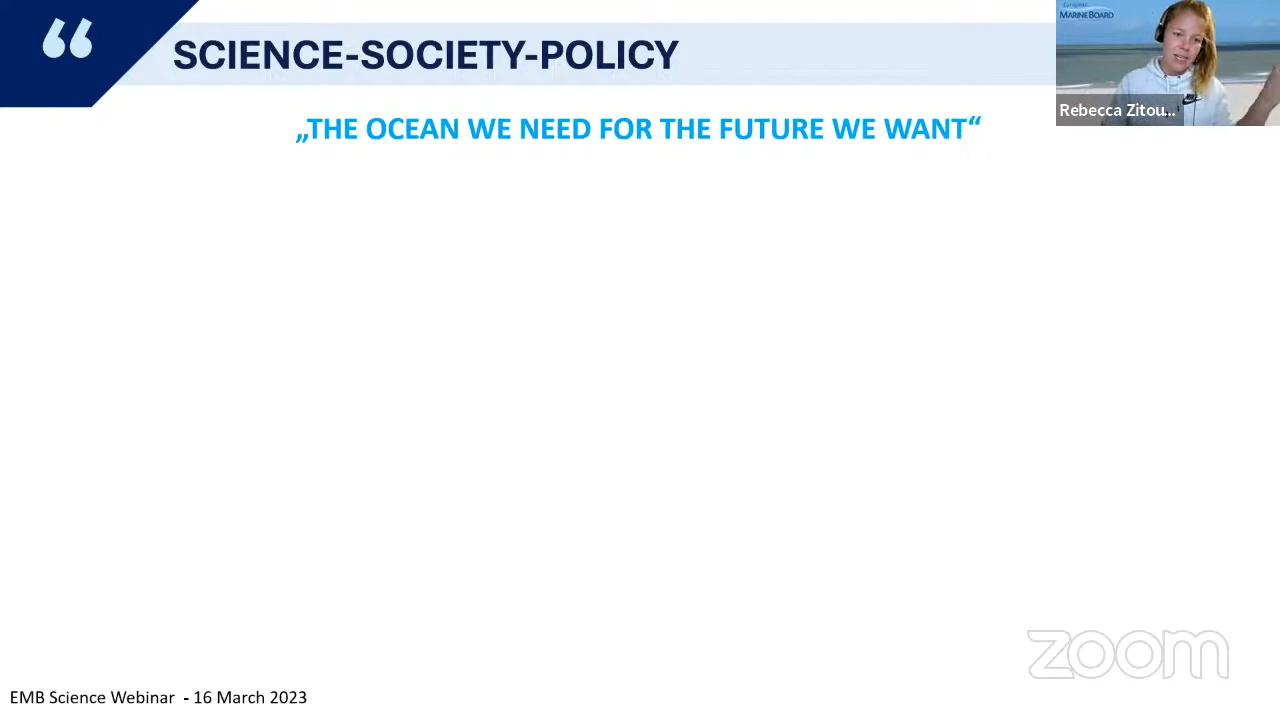 SCIENCE-SOCIETY-POLICY
„THE OCEAN WE NEED FOR THE FUTURE WE WANT“
European
MARINE BOARD
Rebecca Zitou...
zoom
EMB Science Webinar - 16 March 2023